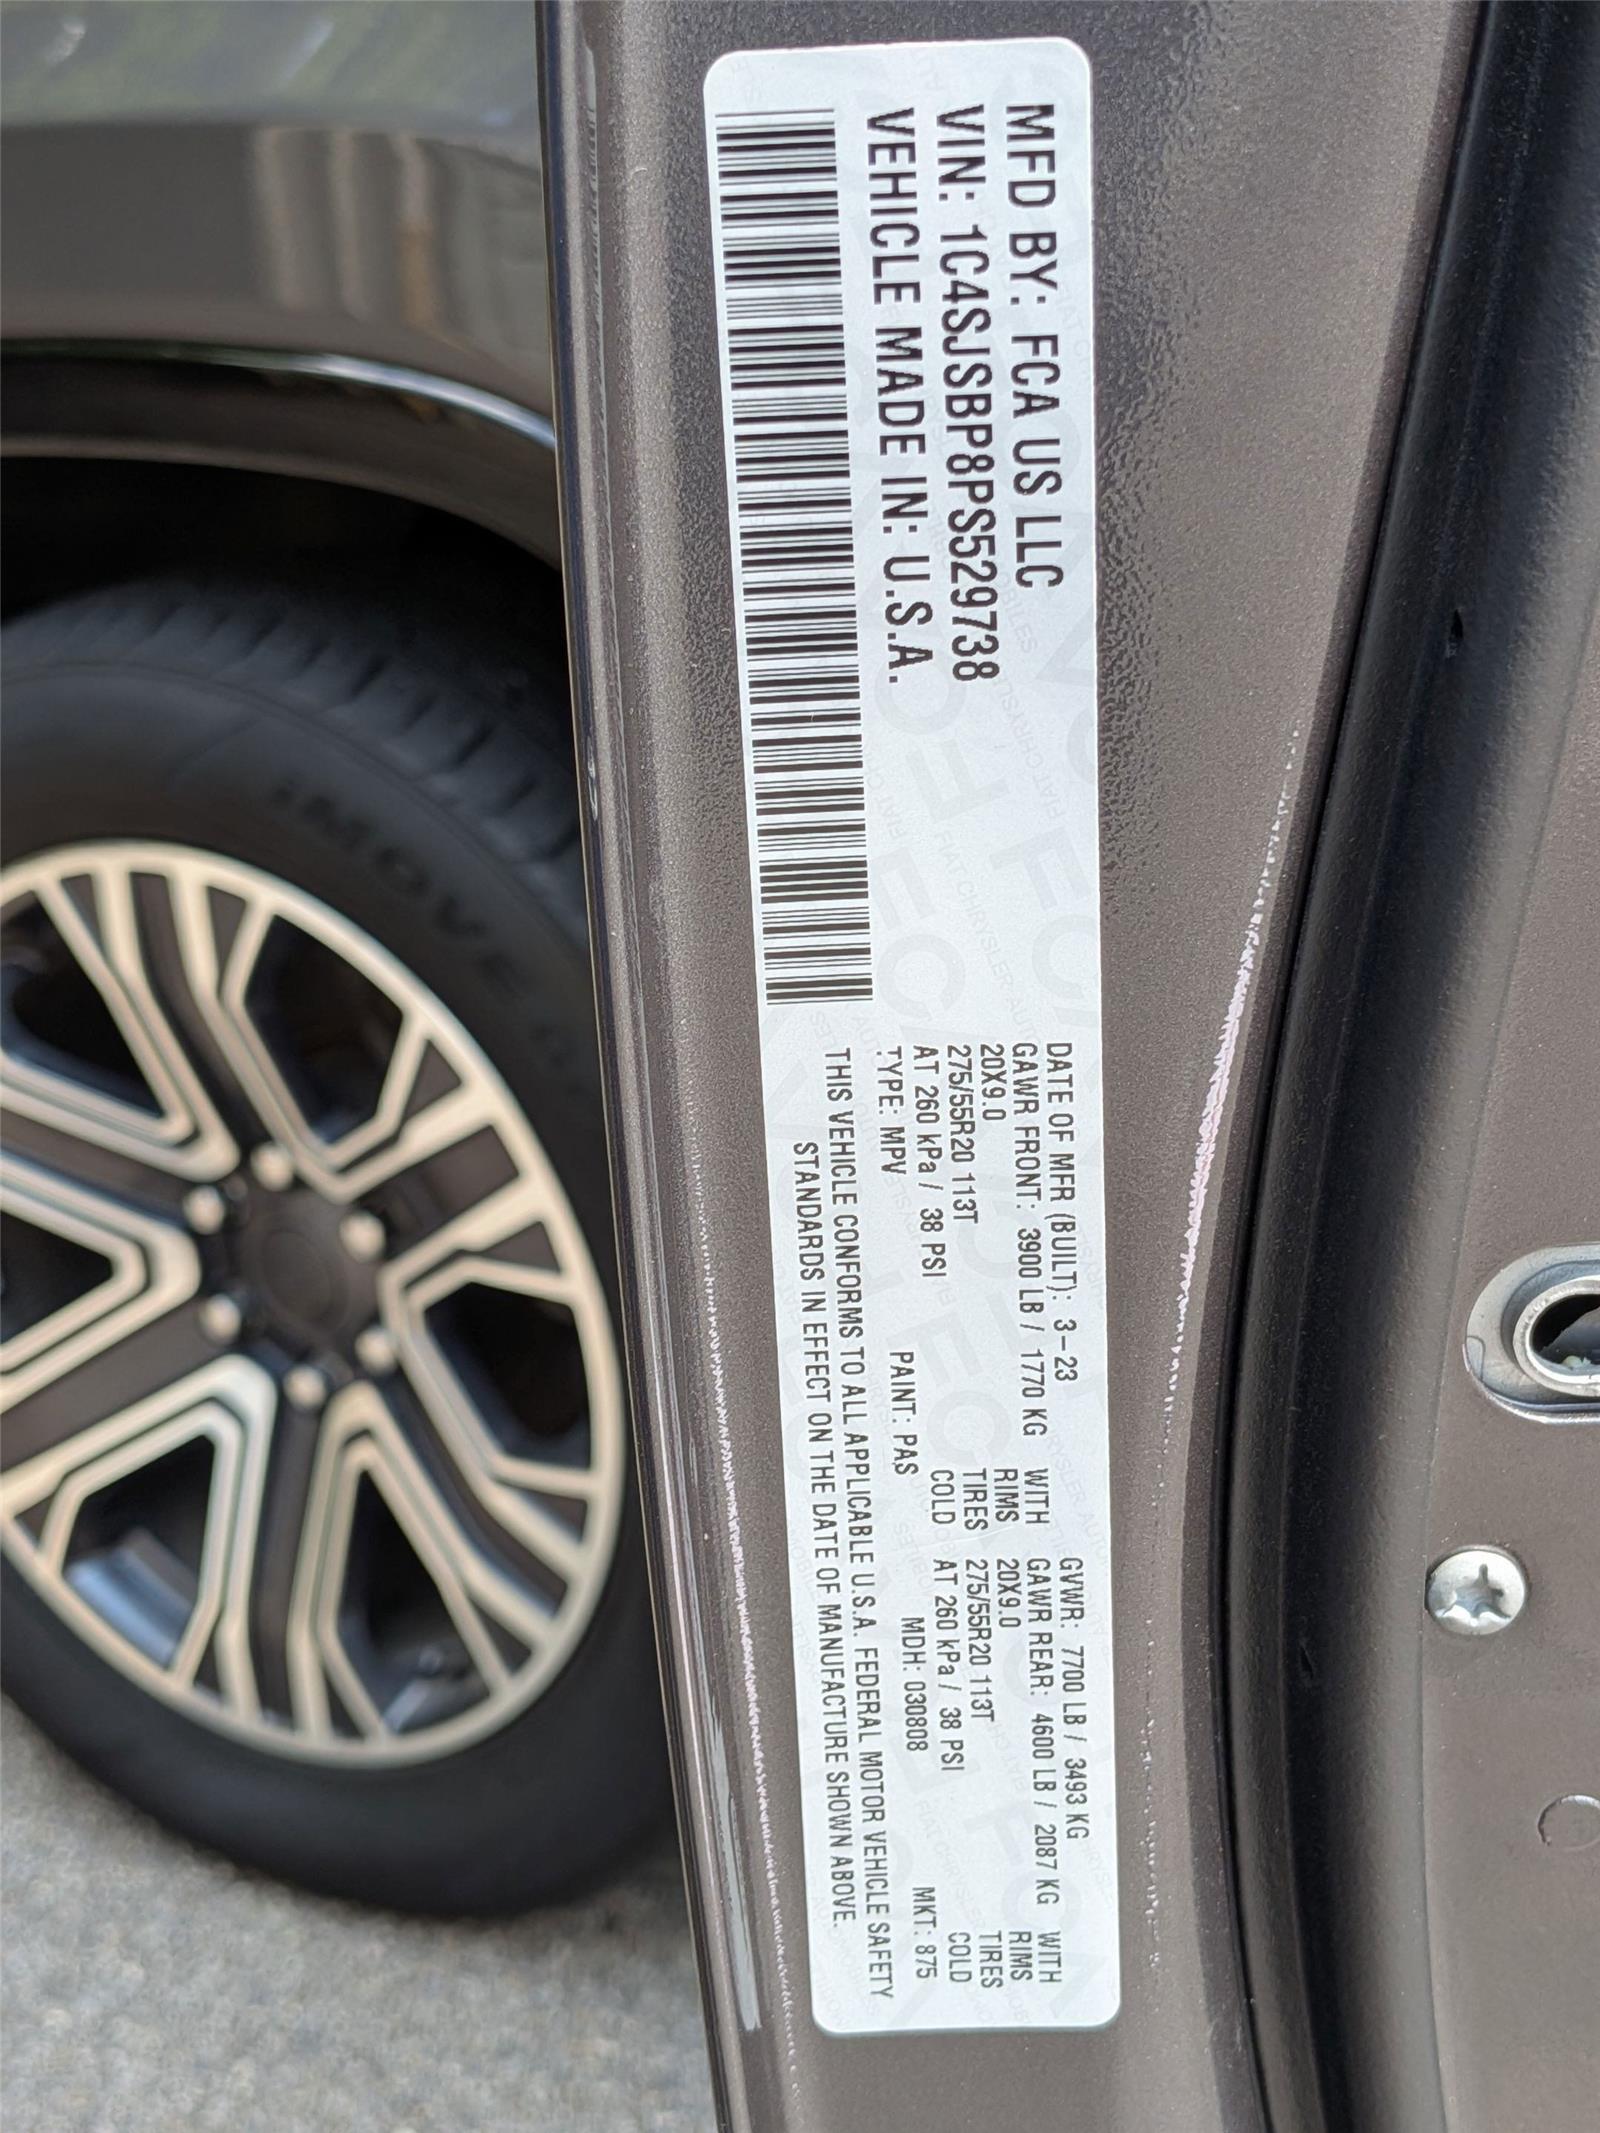 MFD BY: FCA US LLC
VIN: 1C4SJSBP8PS529738
VEHICLE MADE IN: U.S.A.
DATE OF MFR (BUILT): 3-23 GVWR: 7700 LB / 3493 KG
GAWR FRONT: 3900 LB / 1770 KG WITH GAWR REAR: 4600 LB / 2087 KG WITH
20X9.0 RIMS 20X9.0 RIMS
275/55R20 113T TIRES 275/55R20 113T TIRES
AT 260 kPa / 38 PSI COLD AT 260 kPa / 38 PSI COLD
TYPE: MPV PAINT: PAS MDH: 030808 MKT: 875
THIS VEHICLE CONFORMS TO ALL APPLICABLE U.S.A. FEDERAL MOTOR VEHICLE SAFETY
STANDARDS IN EFFECT ON THE DATE OF MANUFACTURE SHOWN ABOVE.
iMOVE